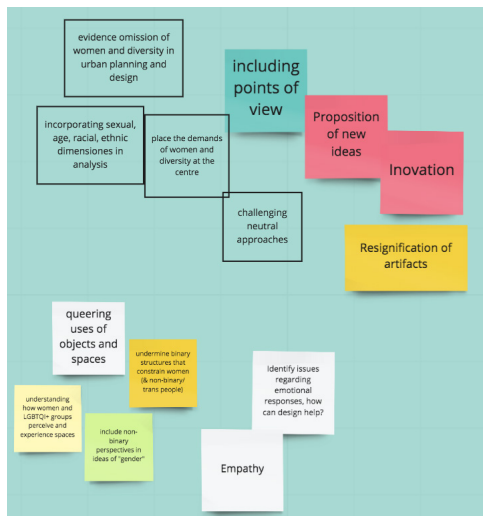 evidence omission of
women and diversity in
urban planning and
design
including
points of
view
Proposition
of new
ideas
Inovation
incorporating sexual,
age, racial, ethnic
dimensiones in
analysis
place the demands
of women and
diversity at the
centre
challenging
neutral
approaches
Resignification of
artifacts
queering
uses of
objects and
spaces
undermine binary
structures that
constrain women
(& non-binary/
trans people)
understanding
how women and
LGBTQI+ groups
perceive and
experience spaces
include non-
binary
perspectives in
ideas of "gender"
Identify issues
regarding
emotional
responses, how
can design help?
Empathy